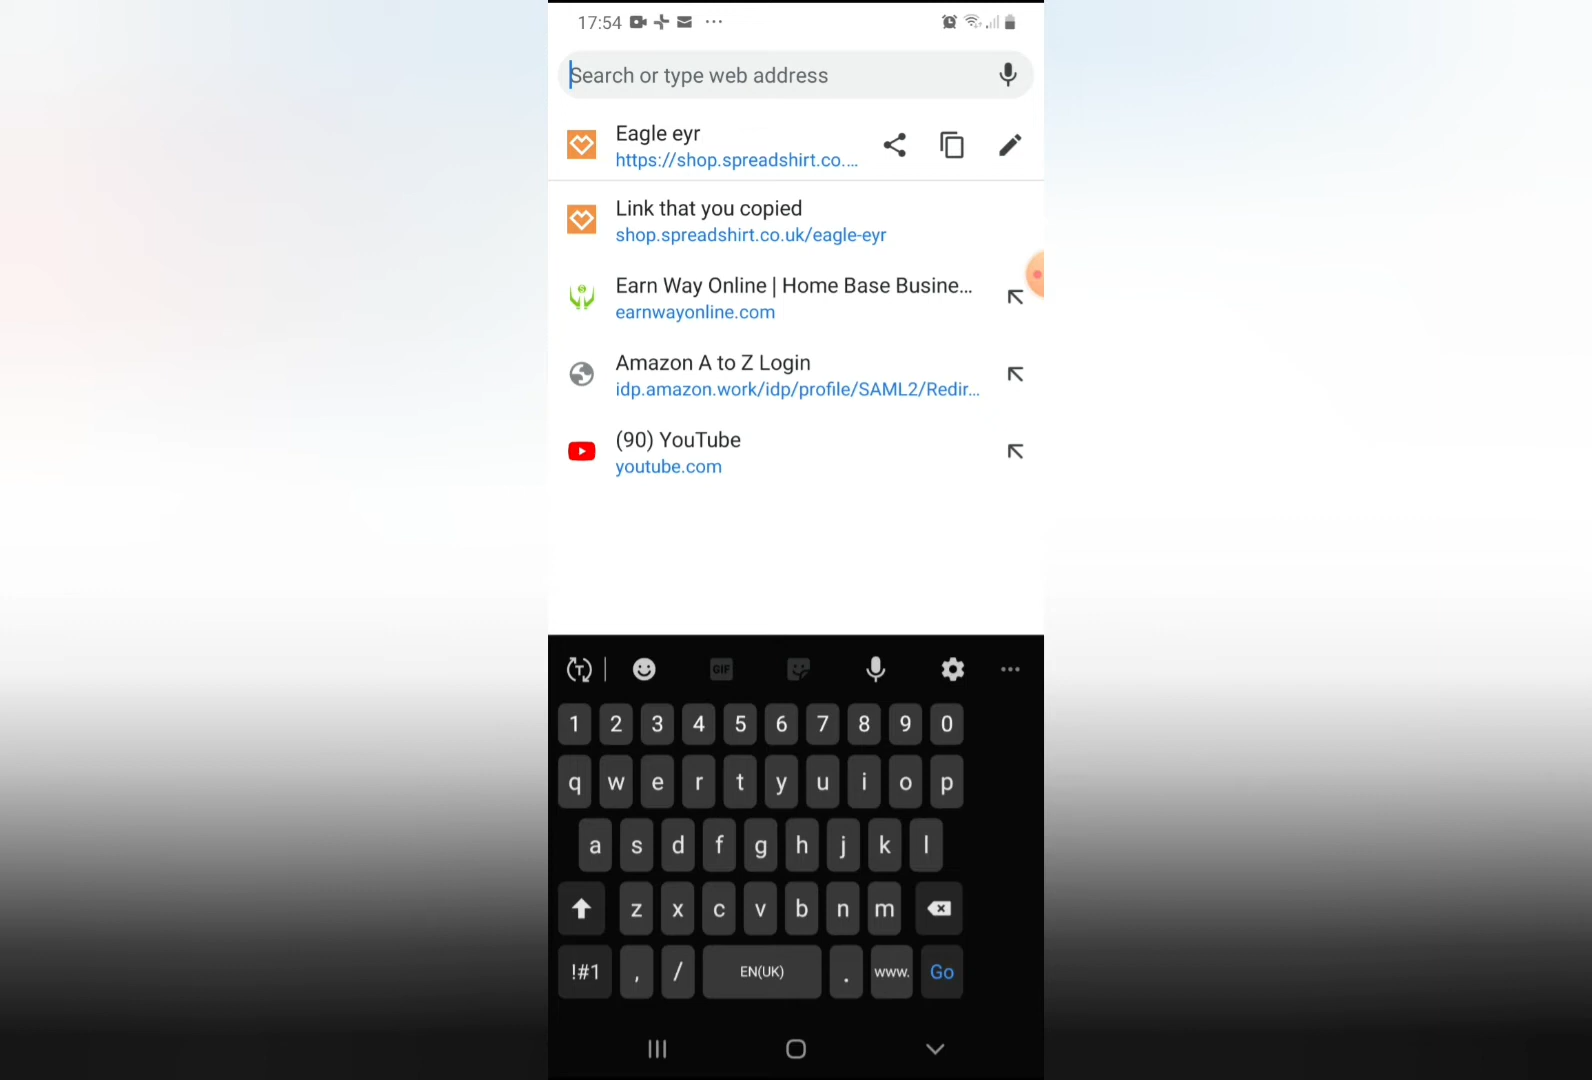 17:54
Search or type web address
Eagle eyr
https://shop.spreadshirt.co....
Link that you copied
shop.spreadshirt.co.uk/eagle-eyr
Earn Way Online | Home Base Busine...
earnwayonline.com
Amazon A to Z Login
idp.amazon.work/idp/profile/SAML2/Redir...
(90) YouTube
youtube.com
T GIF
1 2 3 4 5 6 7 8 9 0
q w e r t y u i o p
a s d f g h j k l
z x c v b n m
!#1 , / EN(UK) . www. Go